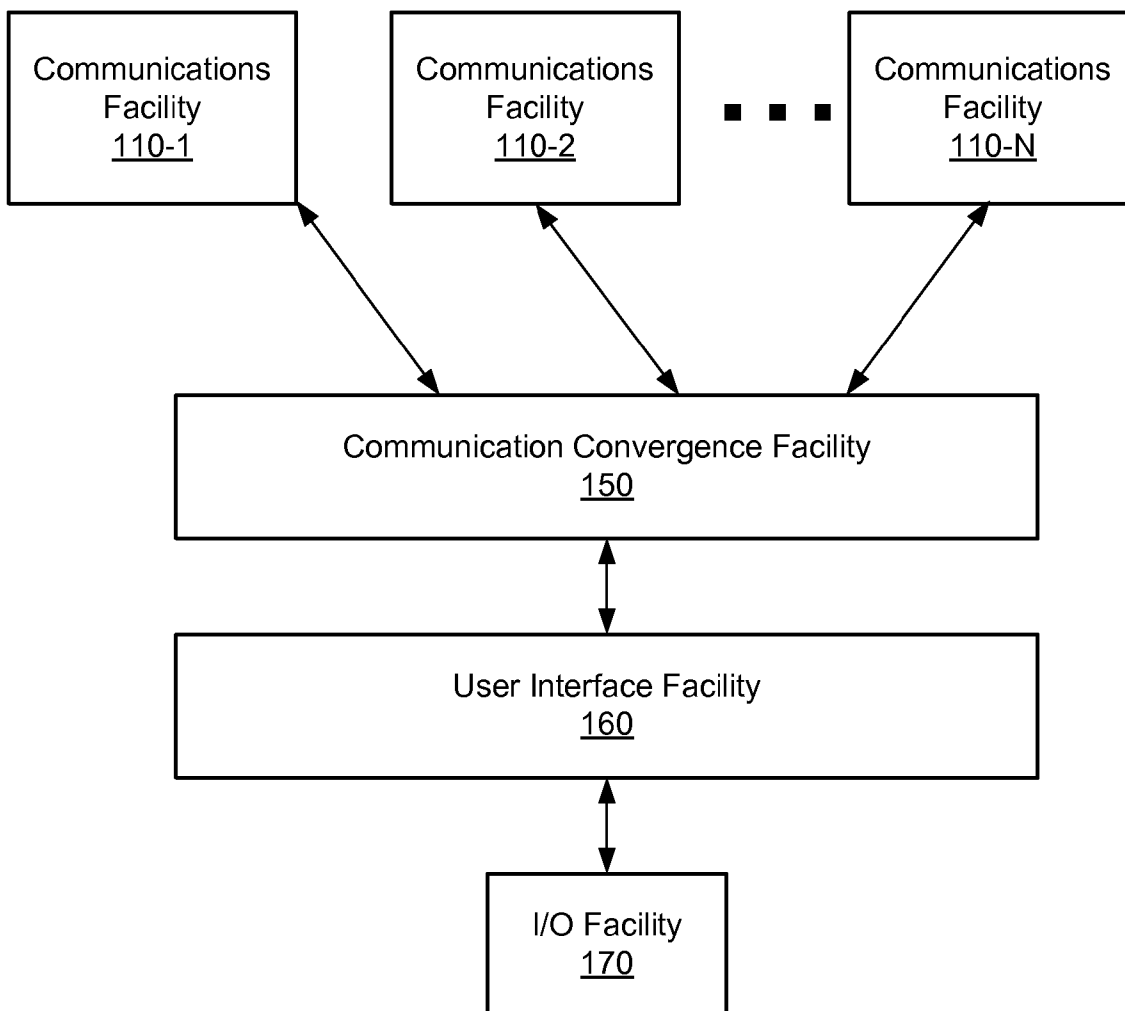 Communications
Facility
110-1
Communications
Facility
110-2
Communications
Facility
110-N
Communication Convergence Facility
150
User Interface Facility
160
I/O Facility
170